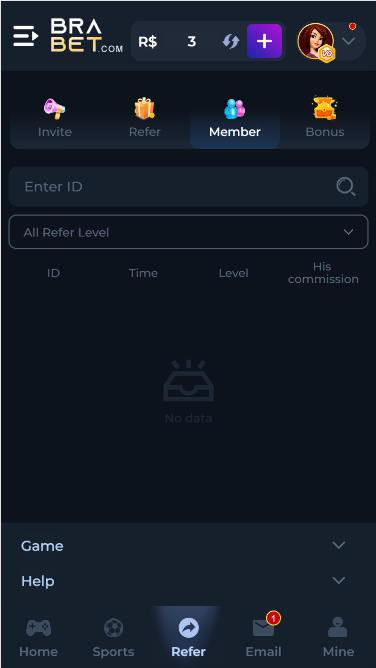 BRA
BET.COM
R$ 3
V0
Invite Refer Member Bonus
Enter ID
All Refer Level
ID Time Level His commission
No data
Game
Help
1
Home Sports Refer Email Mine